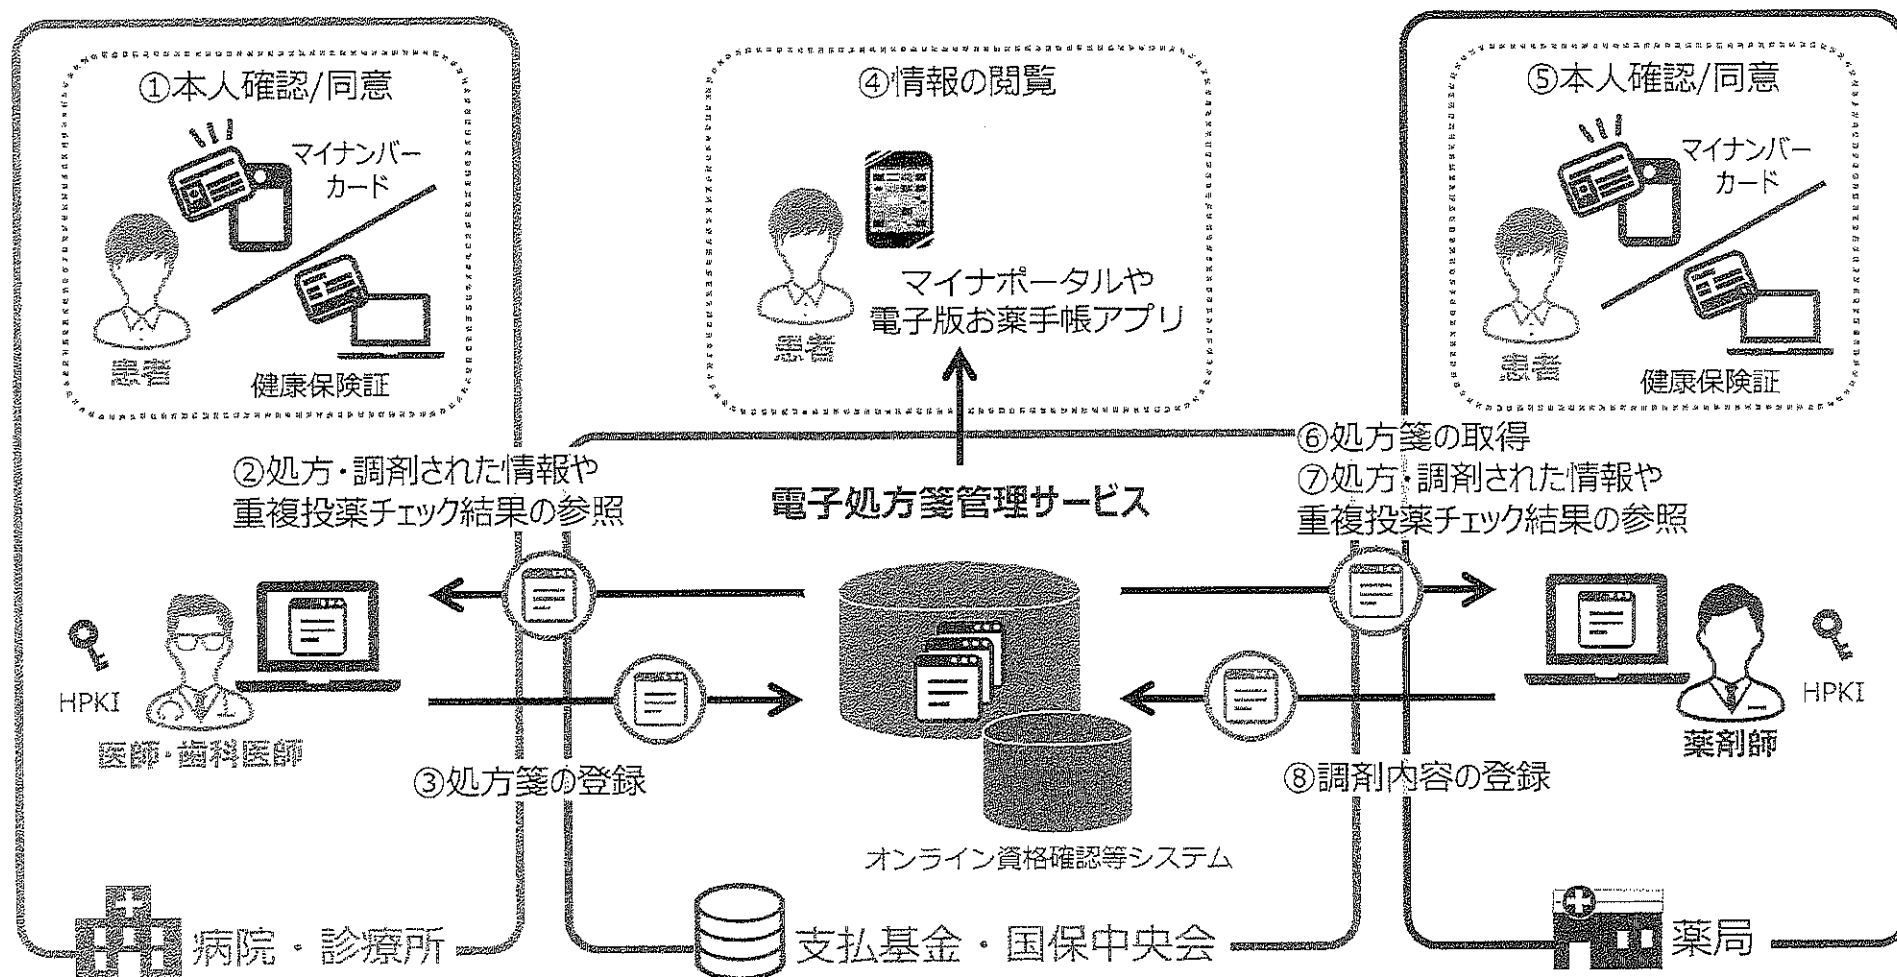 ①本人確認/同意
マイナンバー
カード
患者
健康保険証
④情報の閲覧
患者
マイナポータルや
電子版お薬手帳アプリ
⑤本人確認/同意
マイナンバー
カード
患者
健康保険証
②処方・調剤された情報や
重複投薬チェック結果の参照
電子処方箋管理サービス
⑥処方箋の取得
⑦処方・調剤された情報や
重複投薬チェック結果の参照
HPKI
医師・歯科医師
③処方箋の登録
オンライン資格確認等システム
HPKI
薬剤師
⑧調剤内容の登録
病院・診療所
支払基金・国保中央会
薬局